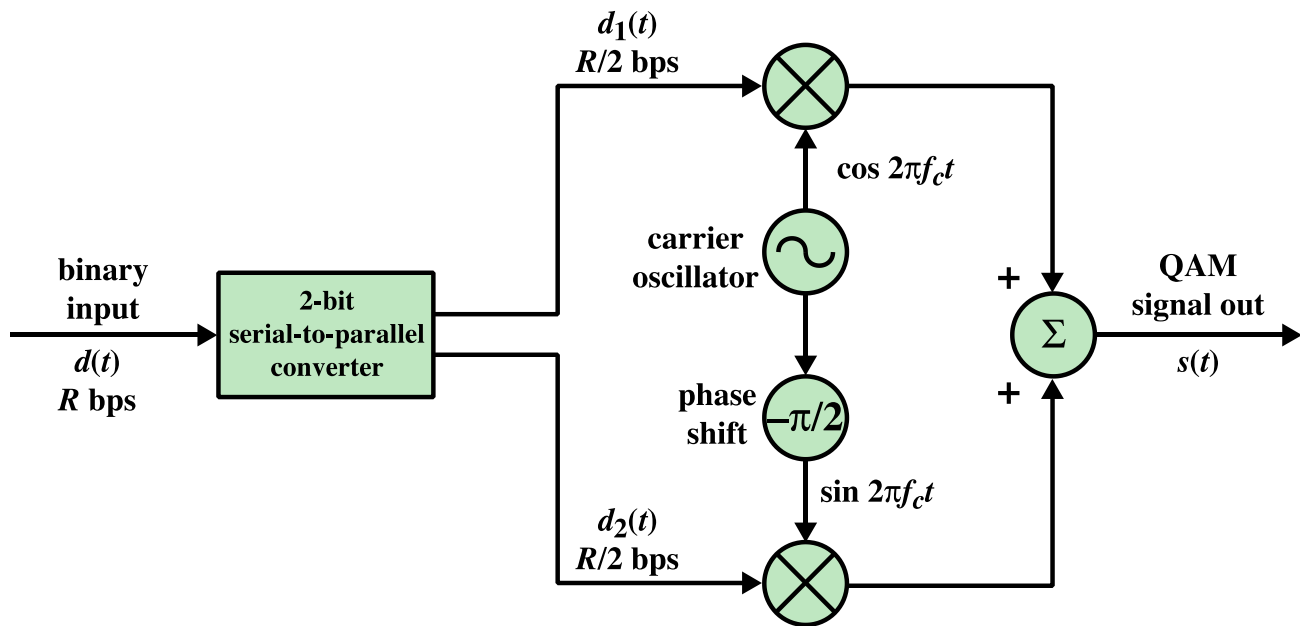 d1(t)
R/2 bps
cos 2πfct
carrier
oscillator
binary
input
d(t)
R bps
2-bit
serial-to-parallel
converter
+
Σ
+
QAM
signal out
s(t)
phase
shift
–π/2
sin 2πfct
d2(t)
R/2 bps